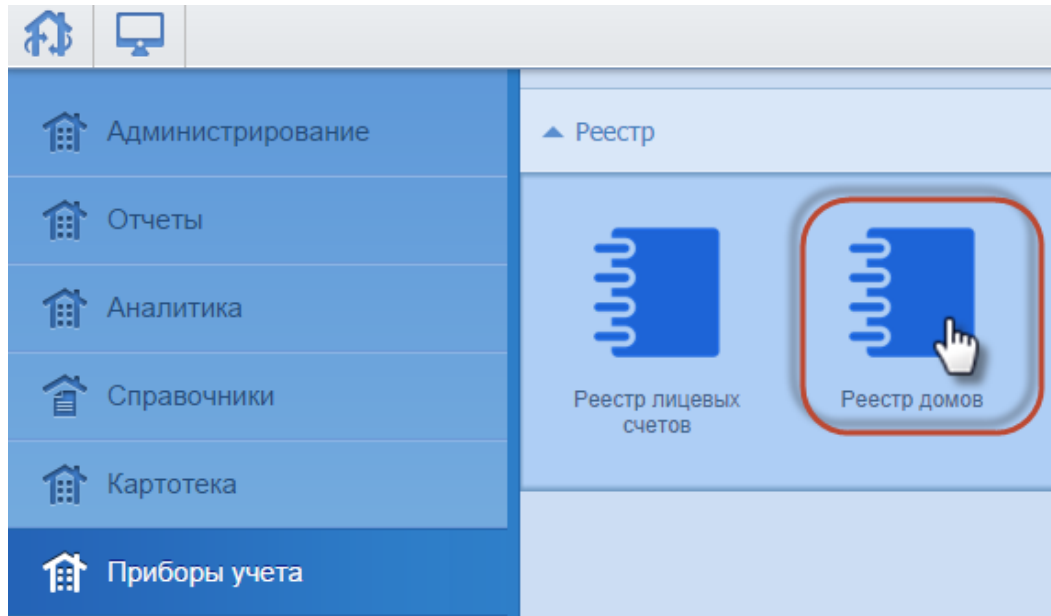 Администрирование
Реестр
Отчеты
Аналитика
Справочники
Реестр лицевых
счетов
Реестр домов
Картотека
Приборы учета